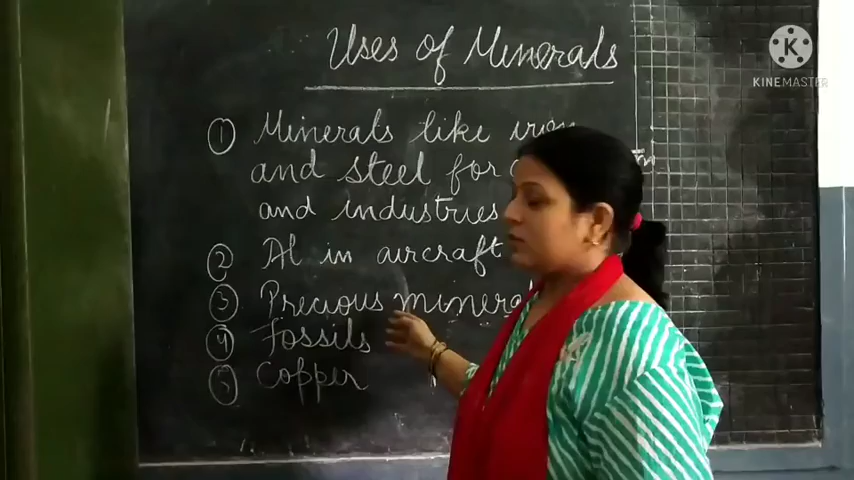 Uses of Minerals
① Minerals like iron
and steel for
and industries
② Al in aircraft
③ Precious mineral
④ fossils
⑤ Copper
K
KINEMASTER